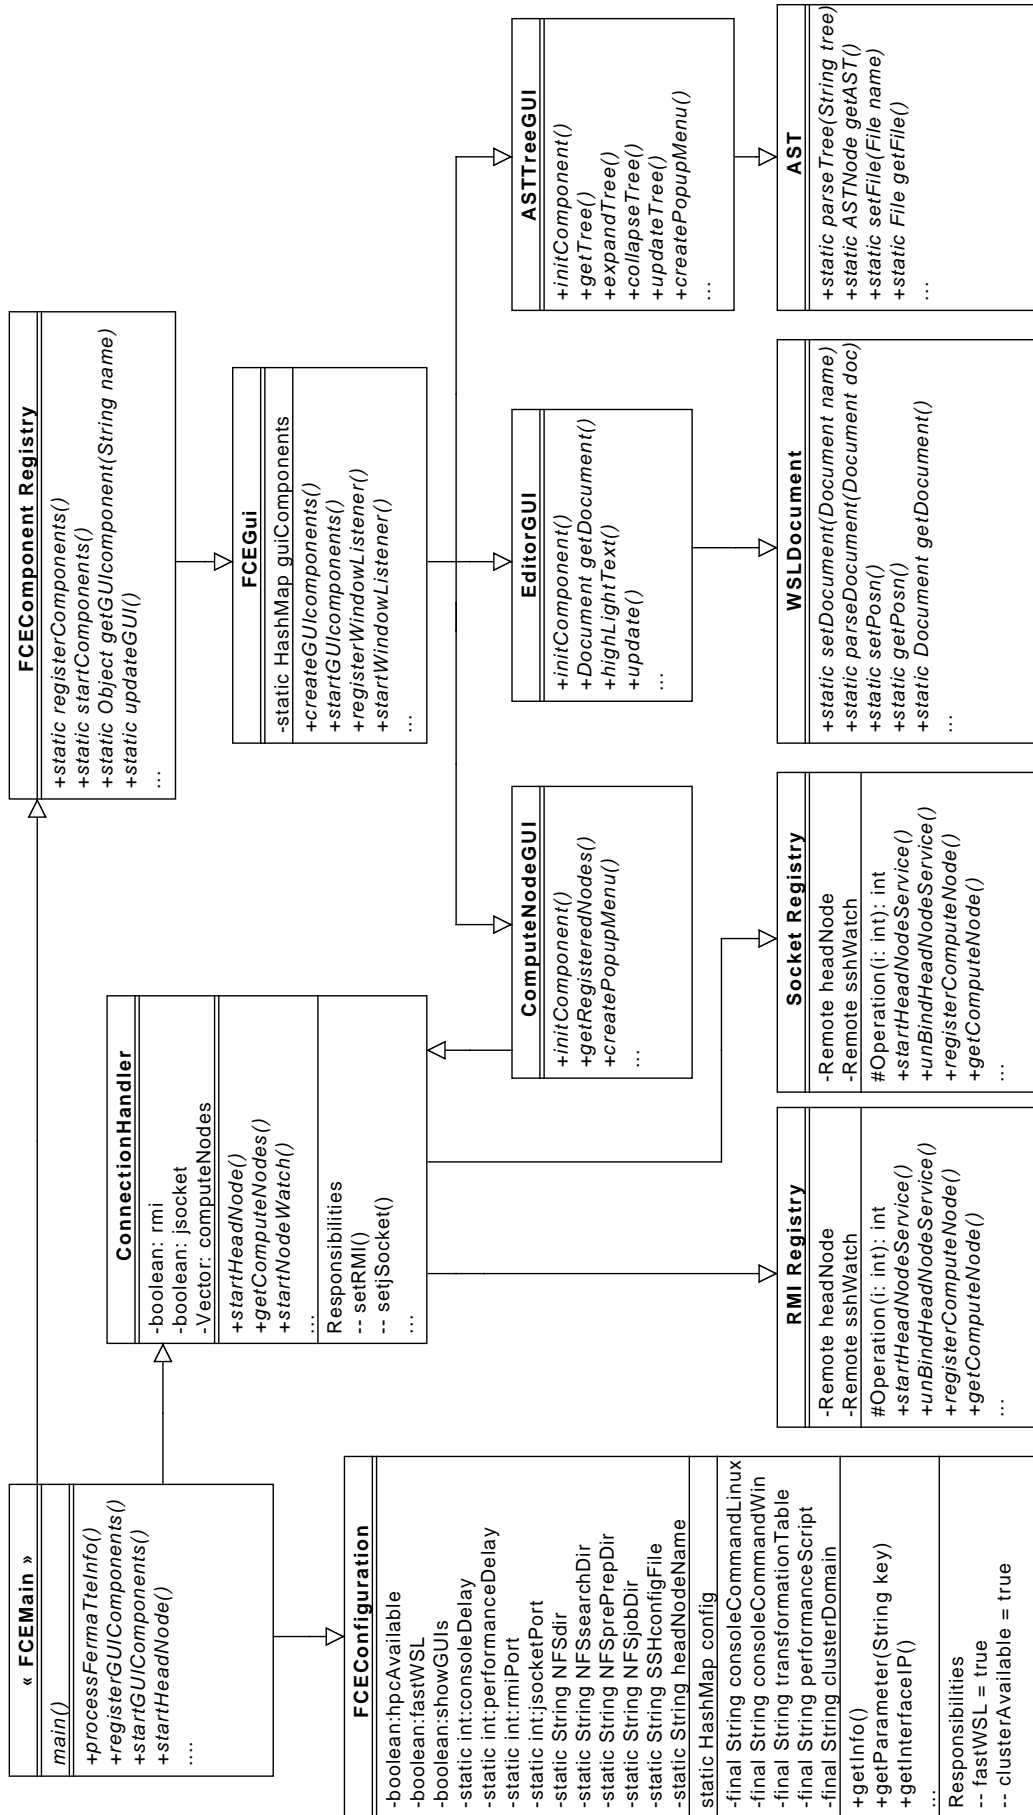 « FCEMain »
main()
+processFermaTteInfo()
+registerGUIComponents()
+startGUIComponents()
+startHeadNode()
....
FCEConfiguration
-boolean:hpcAvailable
-boolean:fastWSL
-boolean:showGUIs
-static int:consoleDelay
-static int:performanceDelay
-static int:rmiPort
-static int:jsocketPort
-static String NFSdir
-static String NFSsearchDir
-static String NFSprePrepDir
-static String NFSjobDir
-static String SSHconfigFile
-static String headNodeName
static HashMap config
-final String consoleCommandLinux
-final String consoleCommandWin
-final String transformationTable
-final String performanceScript
-final String clusterDomain
+getInfo()
+getParameter(String key)
+getInterfaceIP()
...
Responsibilities
-- fastWSL = true
-- clusterAvailable = true
ConnectionHandler
-boolean: rmi
-boolean: jsocket
-Vector: computeNodes
+startHeadNode()
+getComputeNodes()
+startNodeWatch()
...
Responsibilities
-- setRMI()
-- setjSocket()
...
RMI Registry
-Remote headNode
-Remote sshWatch
#Operation(i: int): int
+startHeadNodeService()
+unBindHeadNodeService()
+registerComputeNode()
+getComputeNode()
...
Socket Registry
-Remote headNode
-Remote sshWatch
#Operation(i: int): int
+startHeadNodeService()
+unBindHeadNodeService()
+registerComputeNode()
+getComputeNode()
...
FCEComponent Registry
+static registerComponents()
+static startComponents()
+static Object getGUIcomponent(String name)
+static updateGUI()
...
FCEGui
-static HashMap guiComponents
+createGUIcomponents()
+startGUIcomponents()
+registerWindowListener()
+startWindowListener()
...
ComputeNodeGUI
+initComponent()
+getRegisteredNodes()
+createPopupMenu()
...
EditorGUI
+initComponent()
+Document getDocument()
+highLightText()
+update()
...
ASTTreeGUI
+initComponent()
+getTree()
+expandTree()
+collapseTree()
+updateTree()
+createPopupMenu()
...
WSLDocument
+static setDocument(Document name)
+static parseDocument(Document doc)
+static setPosn()
+static getPosn()
+static Document getDocument()
...
AST
+static parseTree(String tree)
+static ASTNode getAST()
+static setFile(File name)
+static File getFile()
...